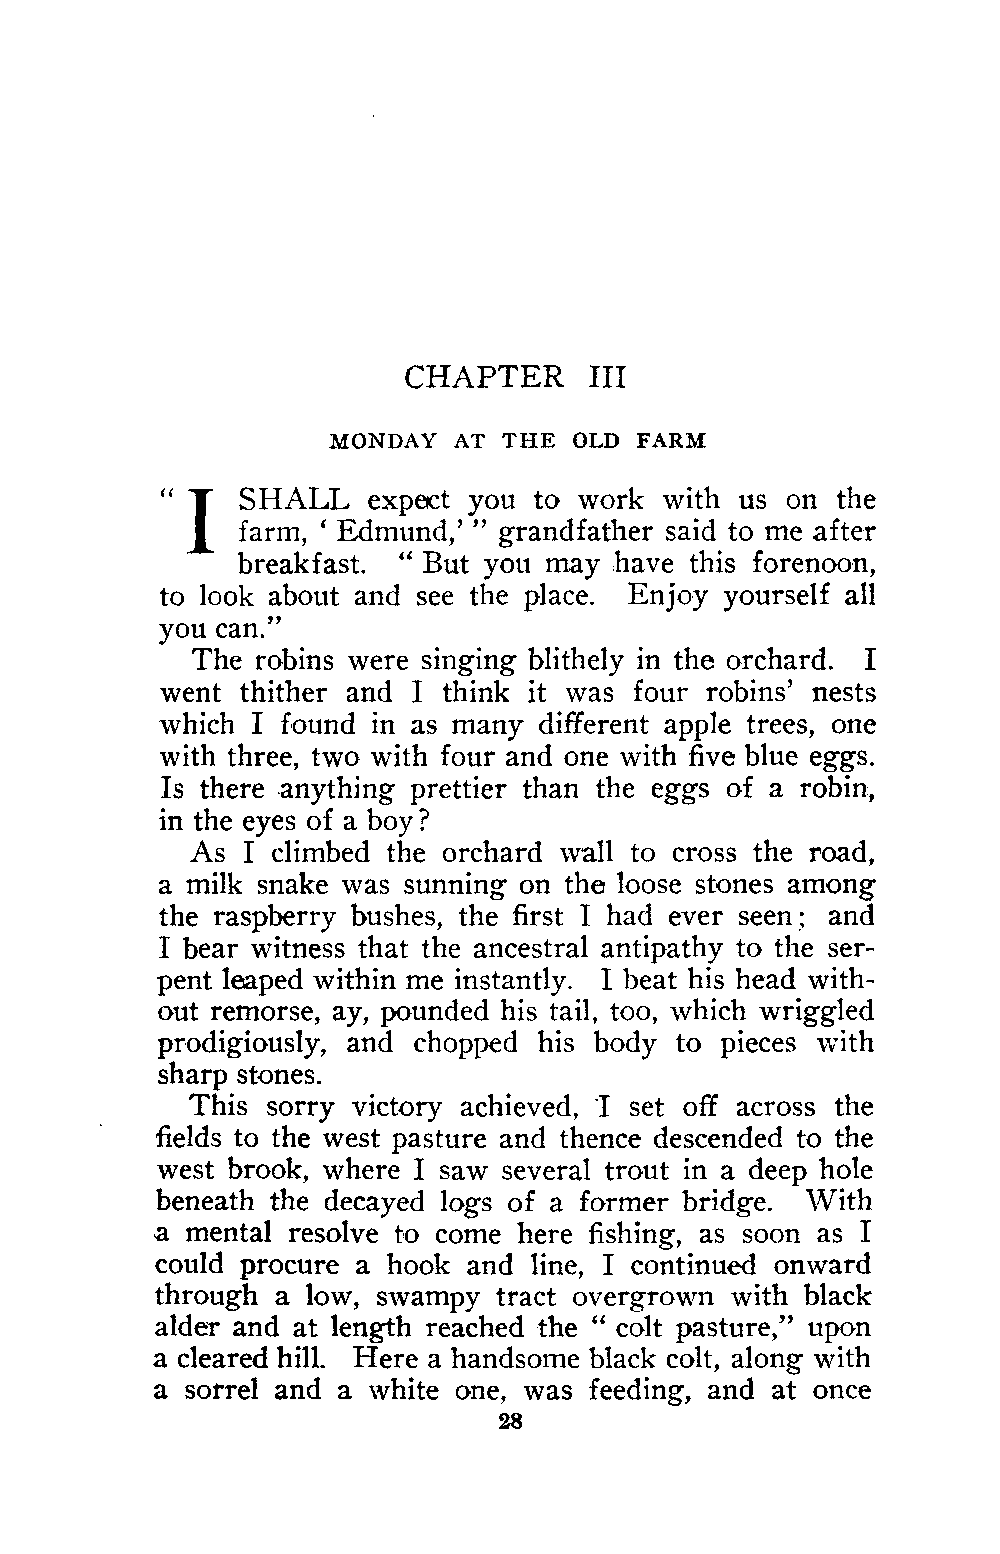 CHAPTER III
MONDAY AT THE OLD FARM
“ I SHALL expect you to work with us on the
farm, ‘ Edmund,’ ” grandfather said to me after
breakfast. “ But you may have this forenoon,
to look about and see the place. Enjoy yourself all
you can.”
The robins were singing blithely in the orchard. I
went thither and I think it was four robins’ nests
which I found in as many different apple trees, one
with three, two with four and one with five blue eggs.
Is there anything prettier than the eggs of a robin,
in the eyes of a boy?
As I climbed the orchard wall to cross the road,
a milk snake was sunning on the loose stones among
the raspberry bushes, the first I had ever seen; and
I bear witness that the ancestral antipathy to the ser-
pent leaped within me instantly. I beat his head with-
out remorse, ay, pounded his tail, too, which wriggled
prodigiously, and chopped his body to pieces with
sharp stones.
This sorry victory achieved, I set off across the
fields to the west pasture and thence descended to the
west brook, where I saw several trout in a deep hole
beneath the decayed logs of a former bridge. With
a mental resolve to come here fishing, as soon as I
could procure a hook and line, I continued onward
through a low, swampy tract overgrown with black
alder and at length reached the “ colt pasture,” upon
a cleared hill. Here a handsome black colt, along with
a sorrel and a white one, was feeding, and at once
28